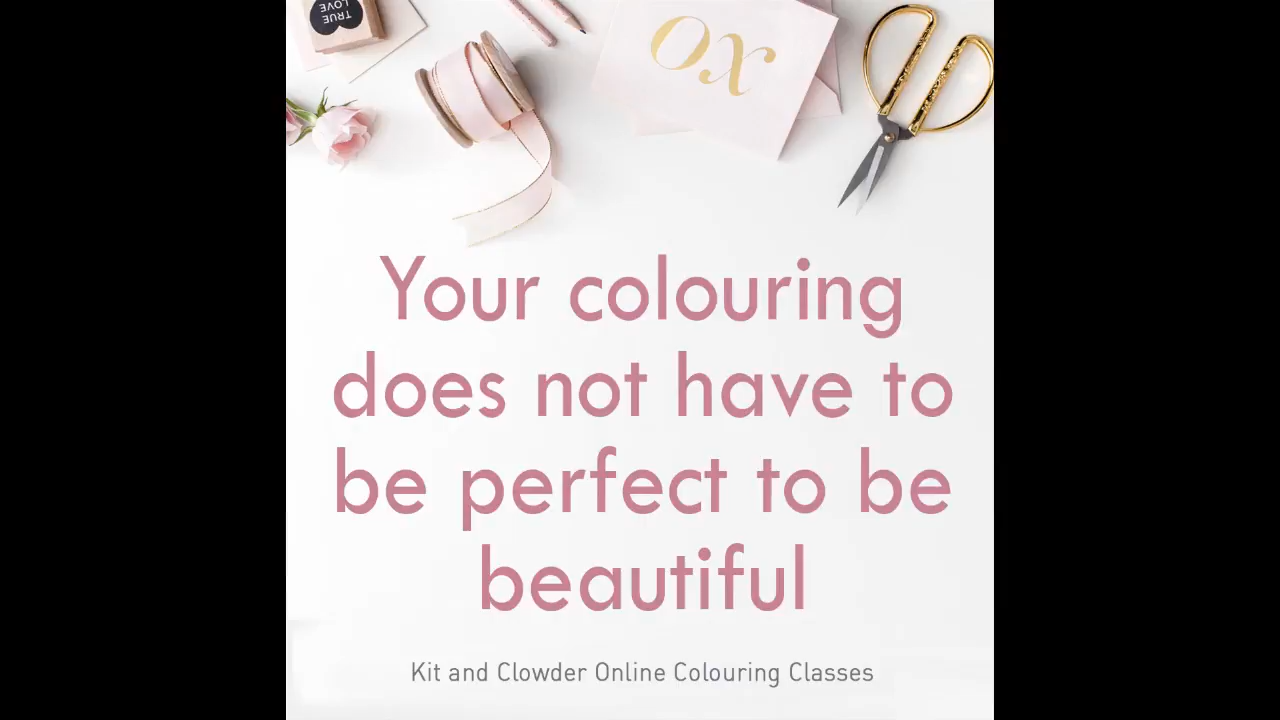 TRUE
LOVE
ox
Your colouring
does not have to
be perfect to be
beautiful
Kit and Clowder Online Colouring Classes